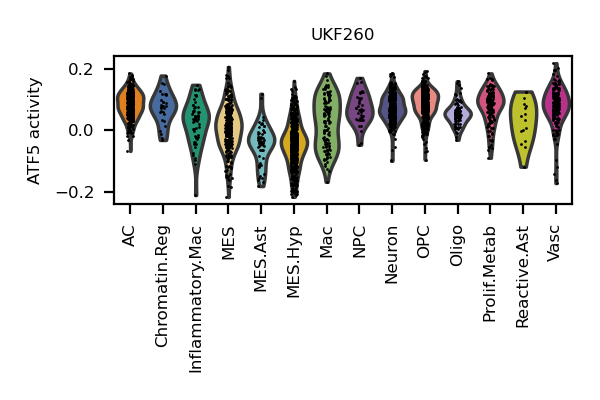 UKF260
ATF5 activity
0.2
0.0
−0.2
AC
Chromatin.Reg
Inflammatory.Mac
MES
MES.Ast
MES.Hyp
Mac
NPC
Neuron
OPC
Oligo
Prolif.Metab
Reactive.Ast
Vasc